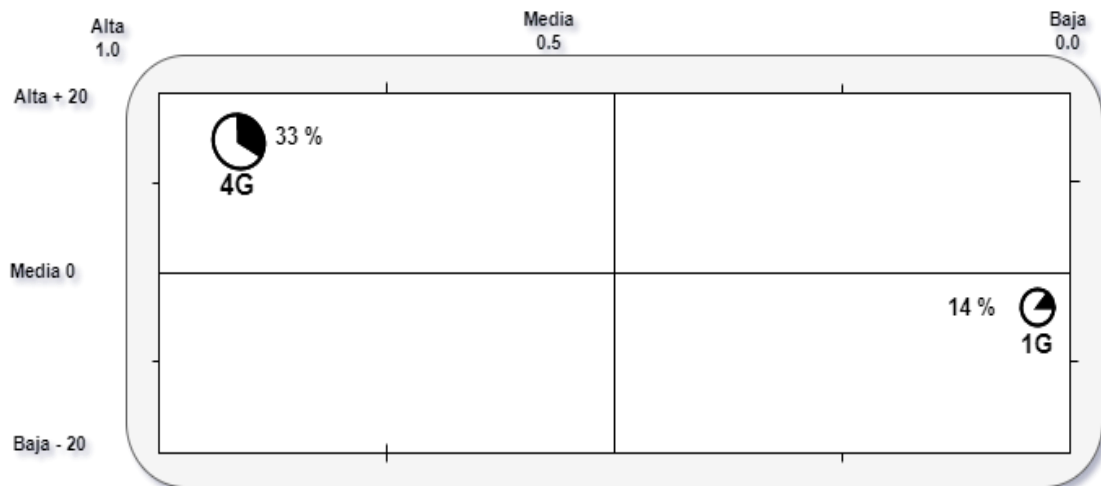 Alta
1.0
Media
0.5
Baja
0.0
Alta + 20
33 %
4G
Media 0
14 %
1G
Baja - 20